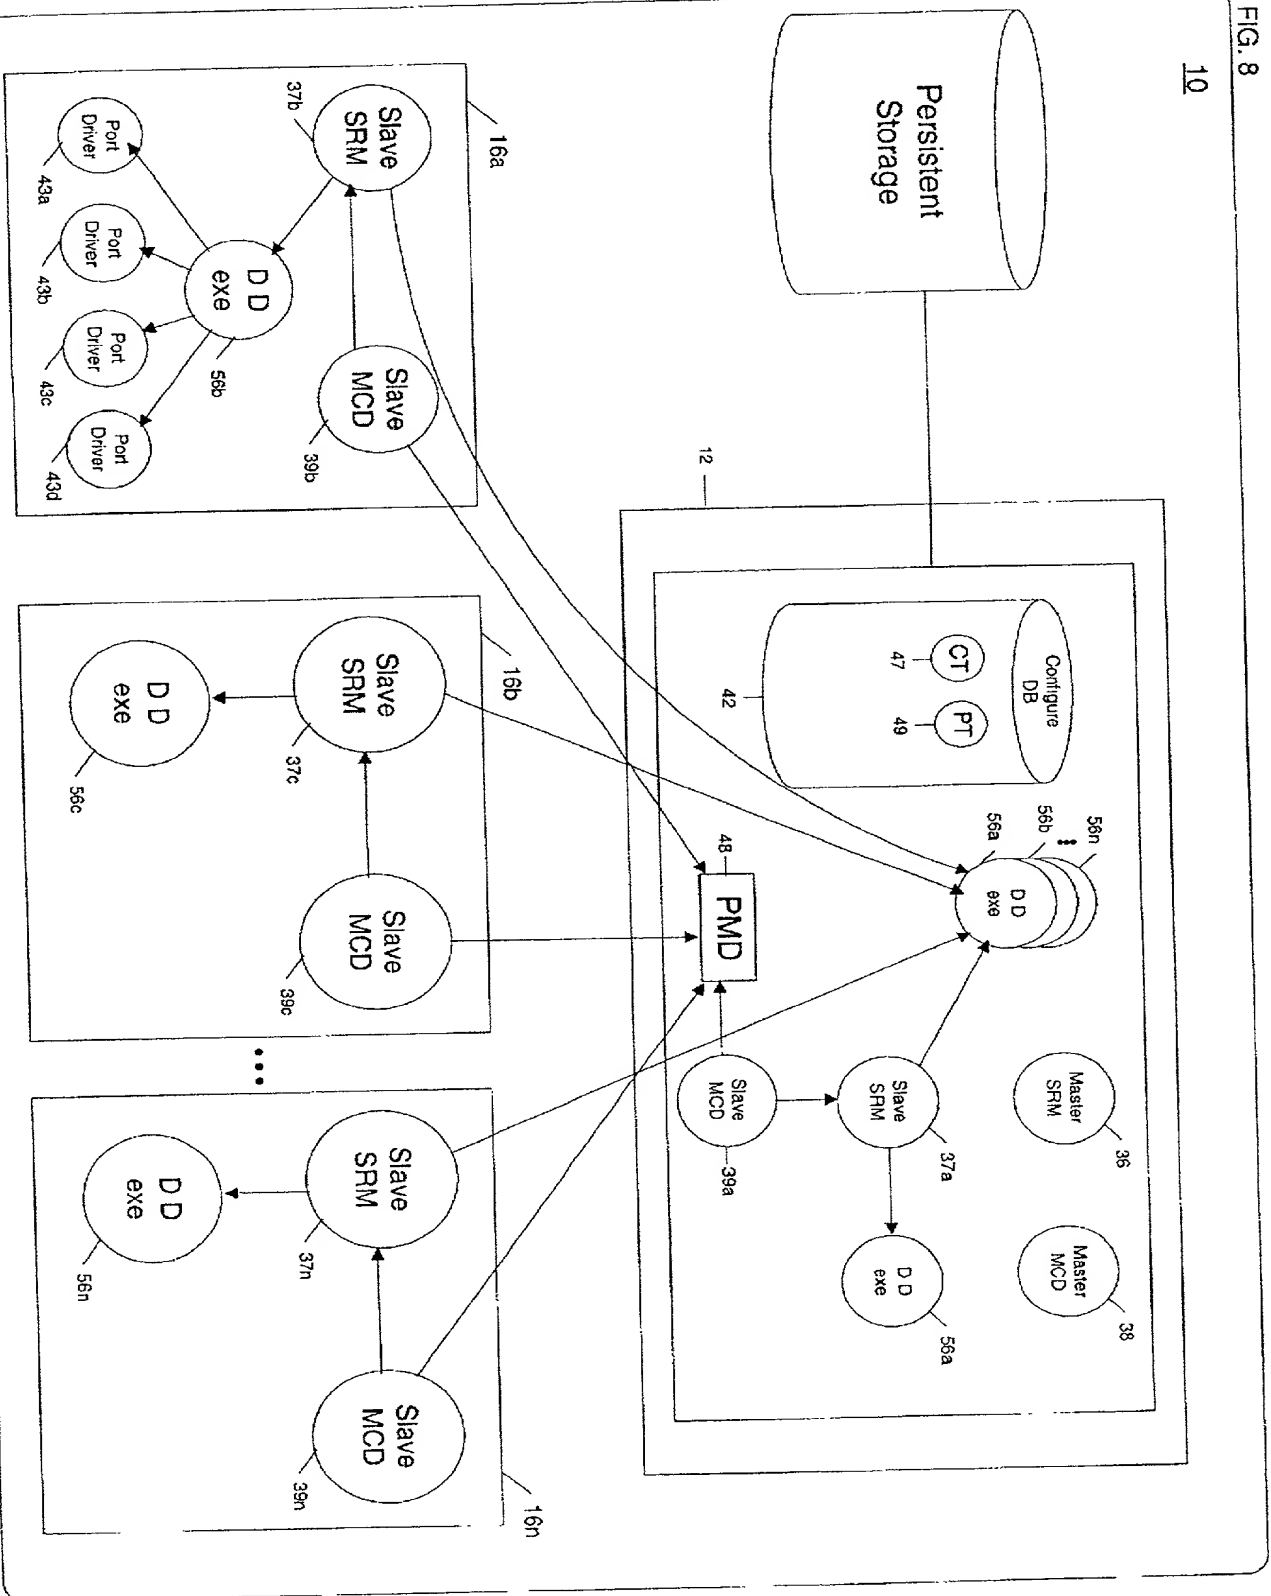 FIG. 8
10
Persistent
Storage
12
Configure
DB
CT
47
PT
49
42
56n
56b
56a
D D
exe
48
PMD
Master
SRM
36
Master
MCD
38
Slave
SRM
37a
Slave
MCD
39a
D D
exe
56a
16a
Slave
SRM
37b
Slave
MCD
39b
D D
exe
56b
Port
Driver
43a
Port
Driver
43b
Port
Driver
43c
Port
Driver
43d
16b
Slave
SRM
37c
Slave
MCD
39c
D D
exe
56c
•••
16n
Slave
SRM
37n
Slave
MCD
39n
D D
exe
56n